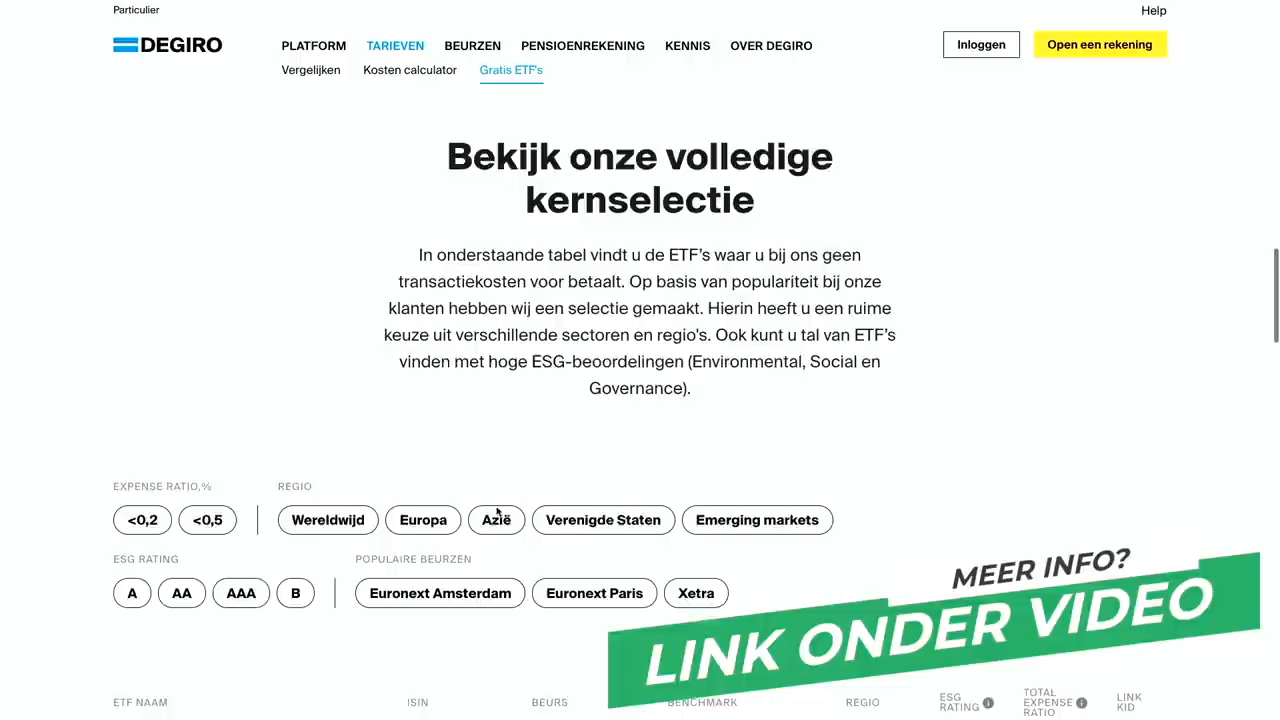 Particulier
Help
DEGIRO
PLATFORM TARIEVEN BEURZEN PENSIOENREKENING KENNIS OVER DEGIRO
Inloggen
Open een rekening
Vergelijken Kosten calculator Gratis ETF's
Bekijk onze volledige
kernselectie
In onderstaande tabel vindt u de ETF's waar u bij ons geen
transactiekosten voor betaalt. Op basis van populariteit bij onze
klanten hebben wij een selectie gemaakt. Hierin heeft u een ruime
keuze uit verschillende sectoren en regio's. Ook kunt u tal van ETF's
vinden met hoge ESG-beoordelingen (Environmental, Social en
Governance).
EXPENSE RATIO,% REGIO
<0,2 <0,5 Wereldwijd Europa Azië Verenigde Staten Emerging markets
ESG RATING POPULAIRE BEURZEN
A AA AAA B Euronext Amsterdam Euronext Paris Xetra
MEER INFO?
LINK ONDER VIDEO
ETF NAAM ISIN BEURS BENCHMARK REGIO
ESG
RATING
TOTAL
EXPENSE
RATIO
LINK
KID